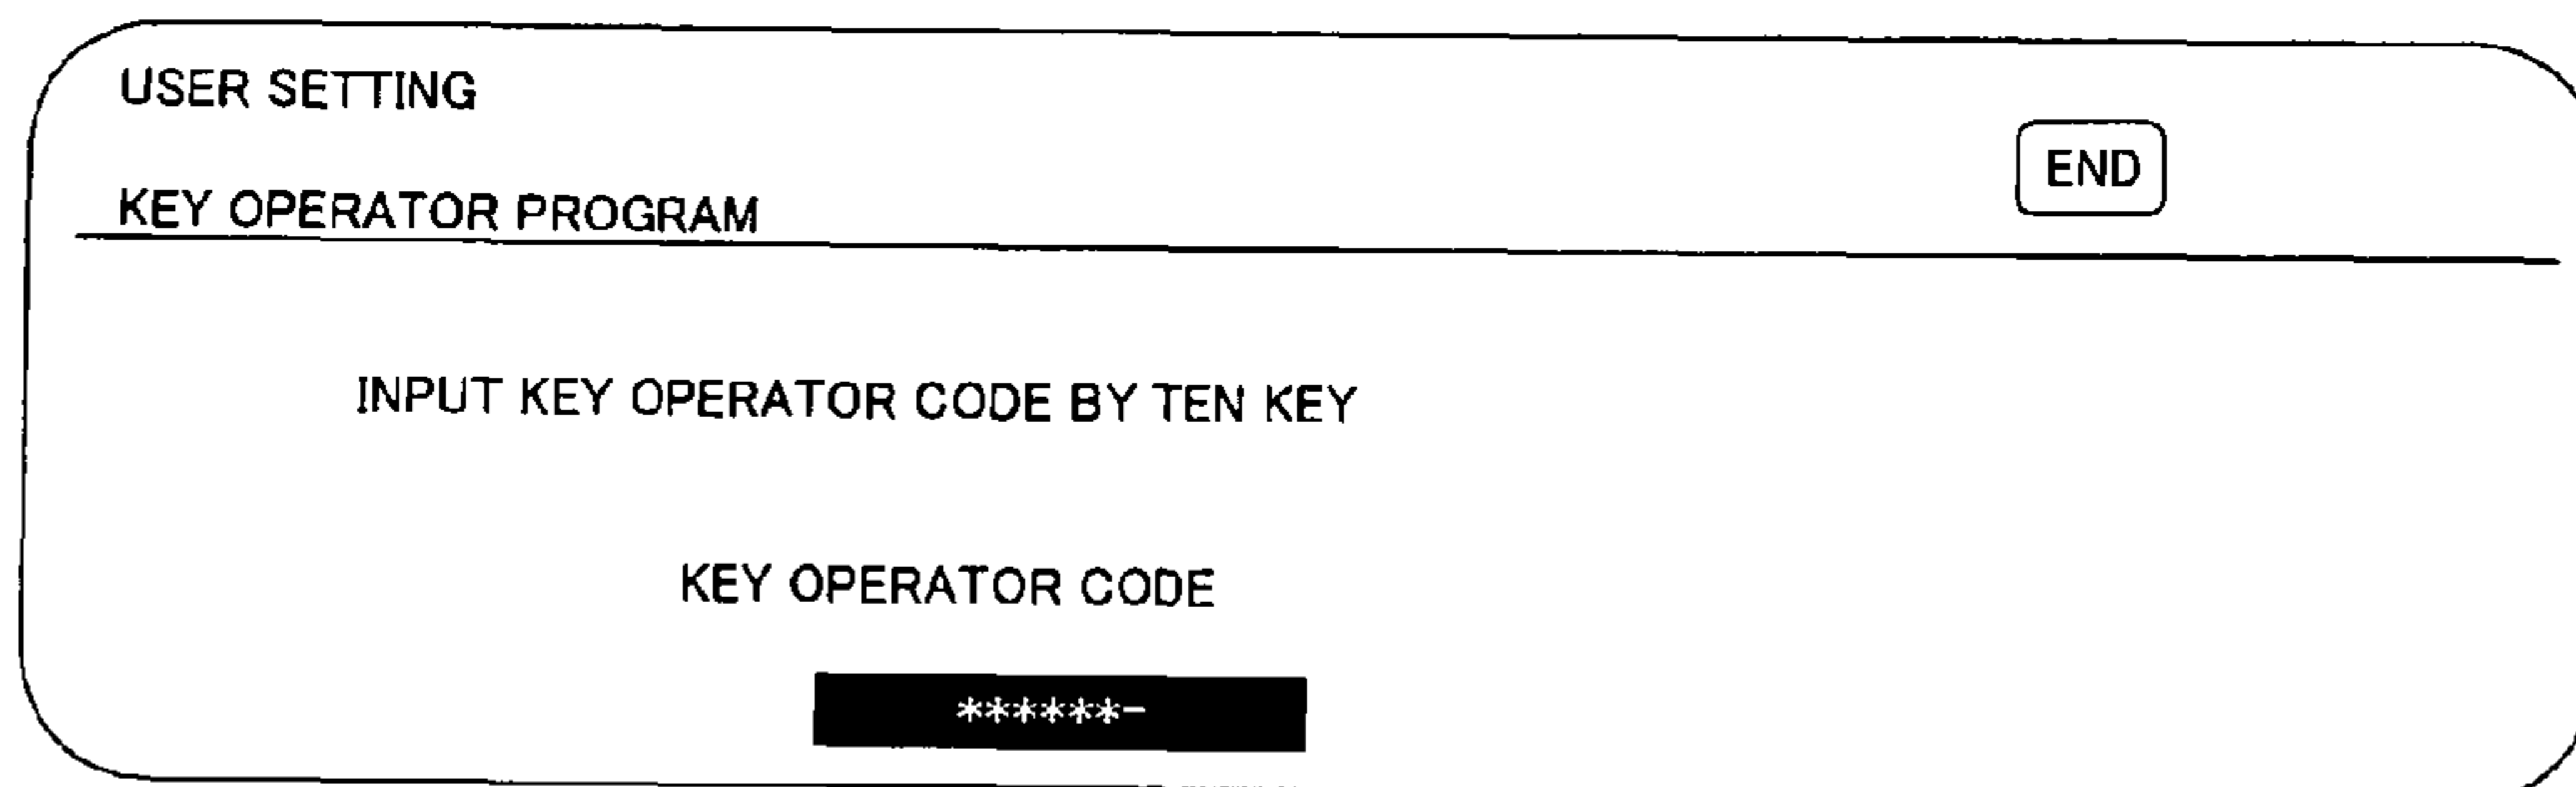 USER SETTING
END
KEY OPERATOR PROGRAM
INPUT KEY OPERATOR CODE BY TEN KEY
KEY OPERATOR CODE
******-